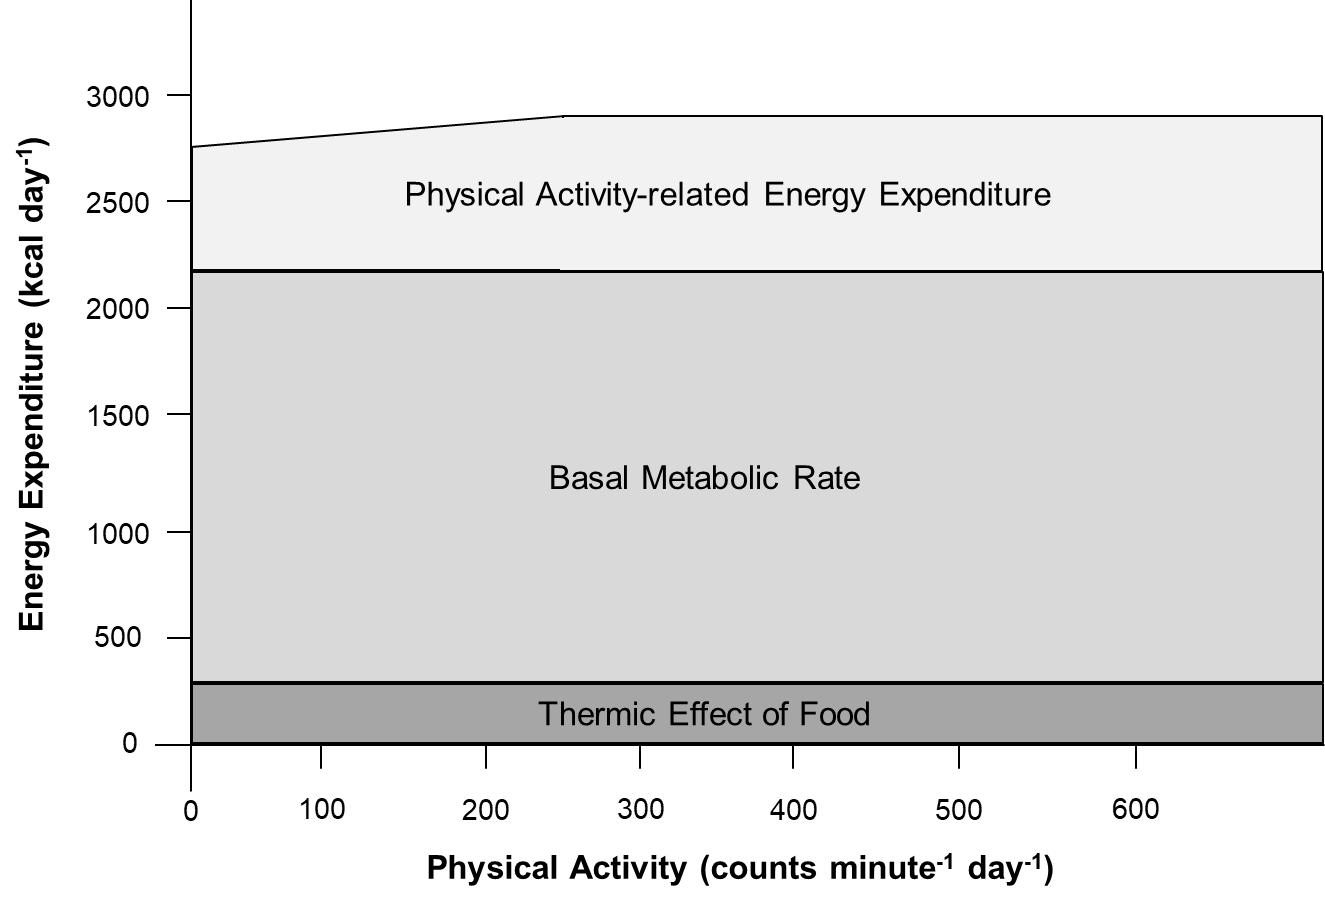 3000
2500
2000
1500
1000
500
0
Energy Expenditure (kcal day⁻¹)
Physical Activity-related Energy Expenditure
Basal Metabolic Rate
Thermic Effect of Food
0 100 200 300 400 500 600
Physical Activity (counts minute⁻¹ day⁻¹)